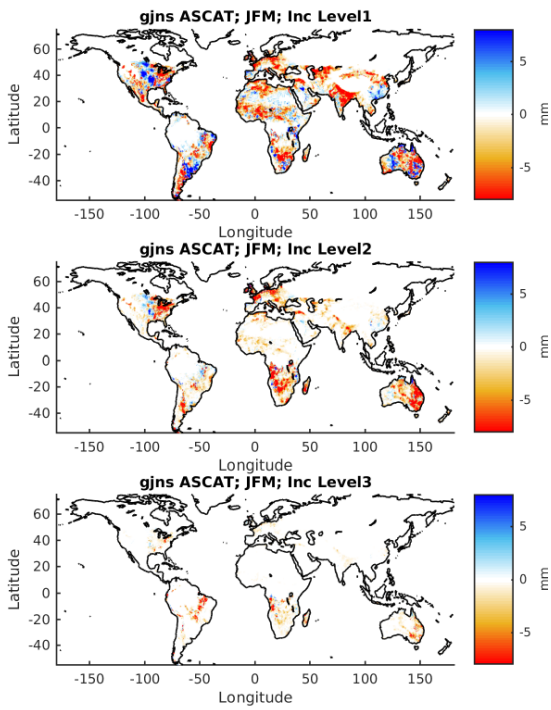 gjns ASCAT; JFM; Inc Level1
60
40
20
0
-20
-40
Latitude
-150 -100 -50 0 50 100 150
Longitude
5
0
-5
mm
gjns ASCAT; JFM; Inc Level2
60
40
20
0
-20
-40
Latitude
-150 -100 -50 0 50 100 150
Longitude
5
0
-5
mm
gjns ASCAT; JFM; Inc Level3
60
40
20
0
-20
-40
Latitude
-150 -100 -50 0 50 100 150
Longitude
5
0
-5
mm